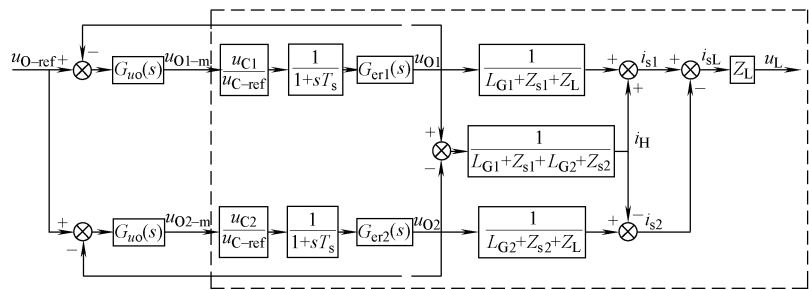 u_O-ref + − G_uo(s) u_O1-m u_C1/u_C-ref 1/(1+sT_s) G_er1(s) u_O1 1/(L_G1+Z_s1+Z_L) + i_s1 + i_sL Z_L u_L
+ −
+ − 1/(L_G1+Z_s1+L_G2+Z_s2) i_H
+ − G_uo(s) u_O2-m u_C2/u_C-ref 1/(1+sT_s) G_er2(s) u_O2 1/(L_G2+Z_s2+Z_L) + − i_s2